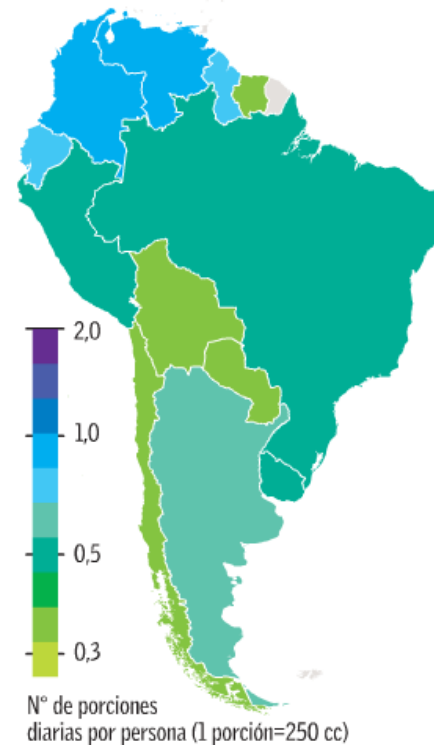 2,0
1,0
0,5
0,3
N° de porciones
diarias por persona (1 porción=250 cc)